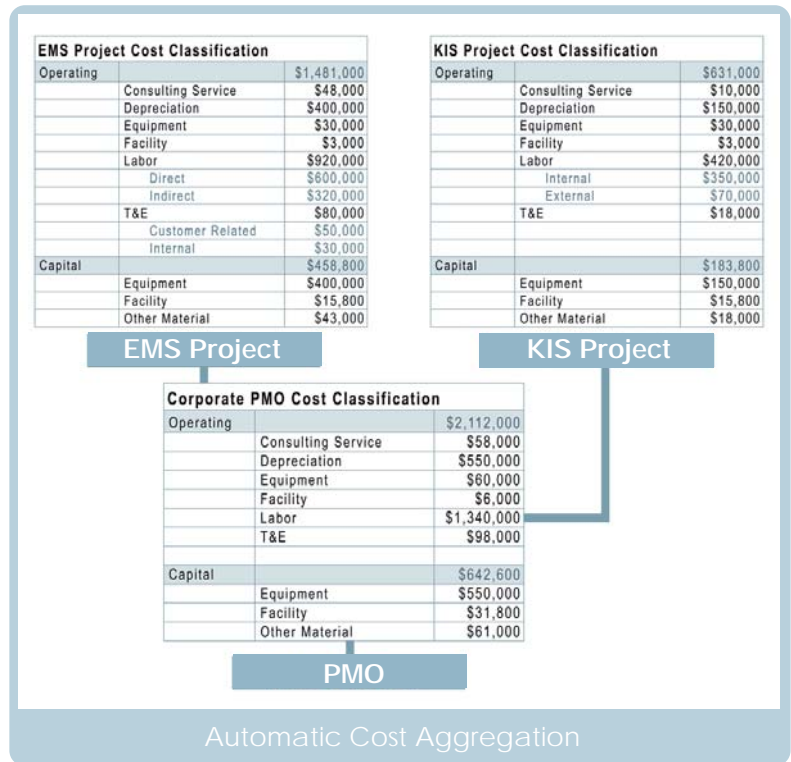 EMS Project Cost Classification
Operating $1,481,000
Consulting Service $48,000
Depreciation $400,000
Equipment $30,000
Facility $3,000
Labor $920,000
Direct $600,000
Indirect $320,000
T&E $80,000
Customer Related $50,000
Internal $30,000
Capital $458,800
Equipment $400,000
Facility $15,800
Other Material $43,000
EMS Project
KIS Project Cost Classification
Operating $631,000
Consulting Service $10,000
Depreciation $150,000
Equipment $30,000
Facility $3,000
Labor $420,000
Internal $350,000
External $70,000
T&E $18,000
Capital $183,800
Equipment $150,000
Facility $15,800
Other Material $18,000
KIS Project
Corporate PMO Cost Classification
Operating $2,112,000
Consulting Service $58,000
Depreciation $550,000
Equipment $60,000
Facility $6,000
Labor $1,340,000
T&E $98,000
Capital $642,600
Equipment $550,000
Facility $31,800
Other Material $61,000
PMO
Automatic Cost Aggregation